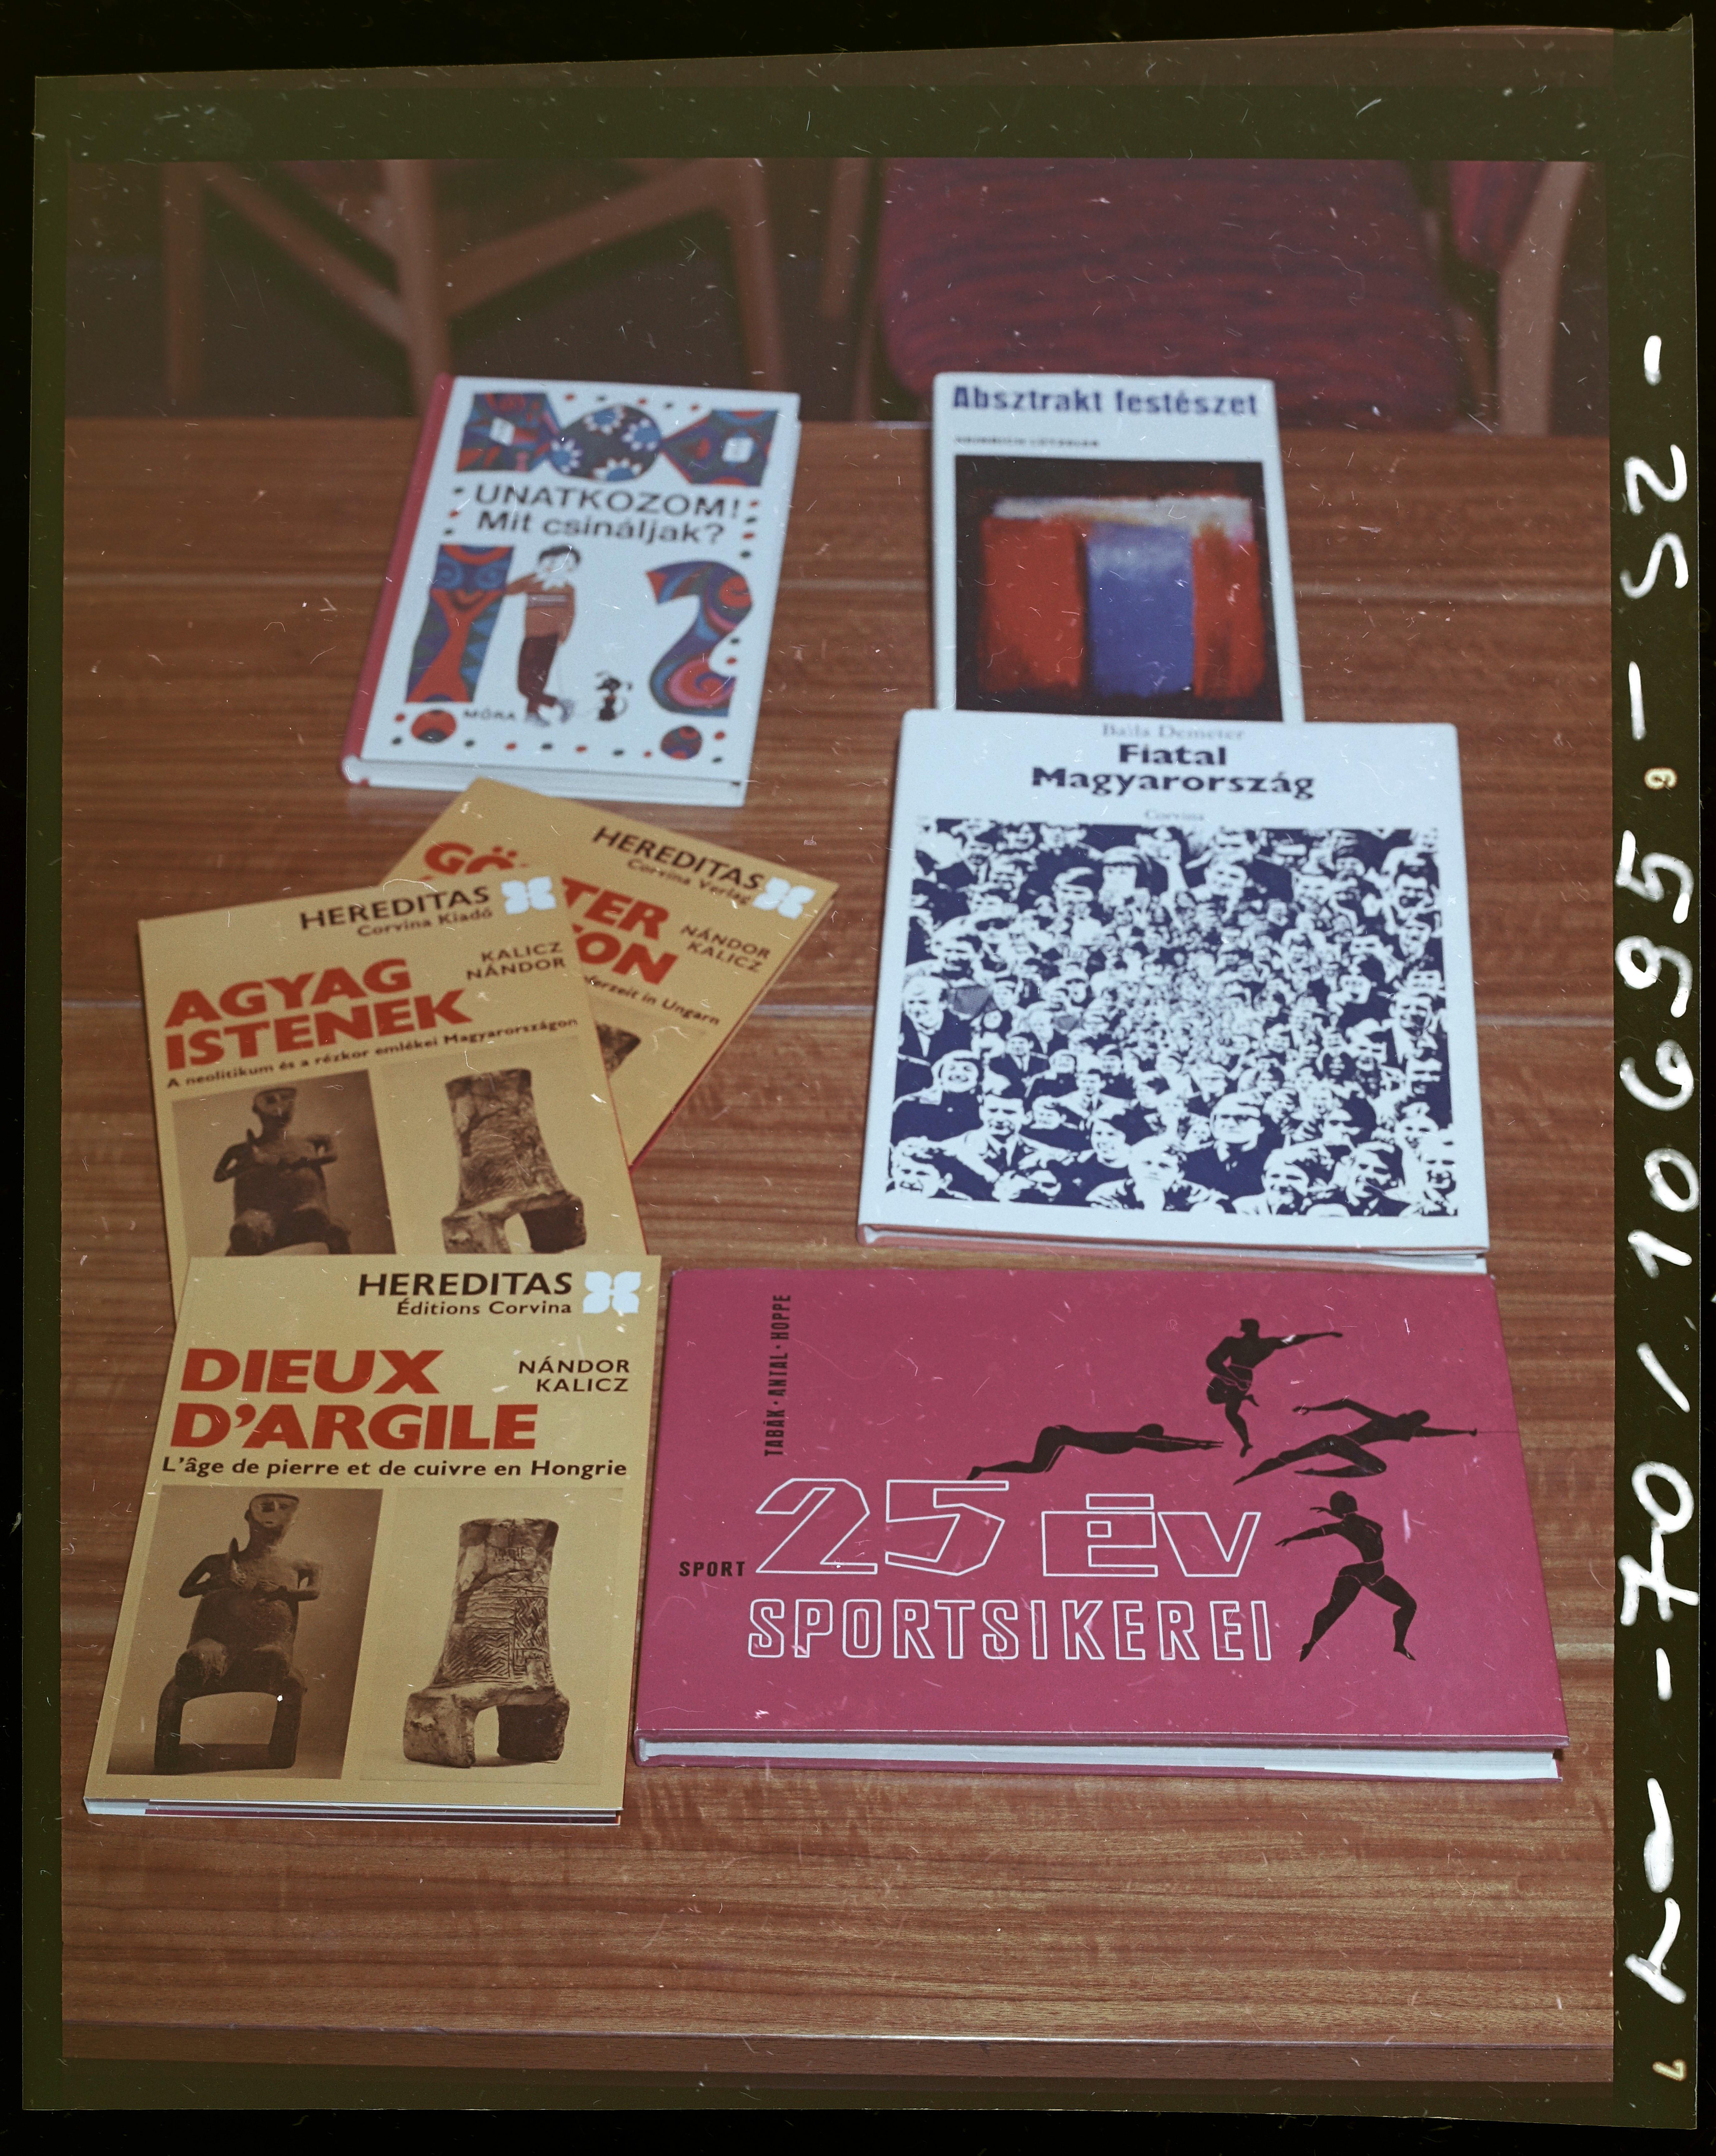 UNATKOZOM!
Mit csináljak?
MÓRA
Absztrakt festészet
HEINRICH LÜTZELER
Baila Demeter
Fiatal
Magyarország
Corvina
HEREDITAS
Corvina Verlag
NÁNDOR
KALICZ
TER
ON
in Ungarn
HEREDITAS
Corvina Kiadó
KALICZ
NÁNDOR
AGYAG
ISTENEK
A neolitikum és a rézkor emlékei Magyarországon
HEREDITAS
Éditions Corvina
NÁNDOR
KALICZ
DIEUX
D'ARGILE
L'âge de pierre et de cuivre en Hongrie
TABÁK · ANTAL · HOPPE
SPORT
25 év
SPORTSIKEREI